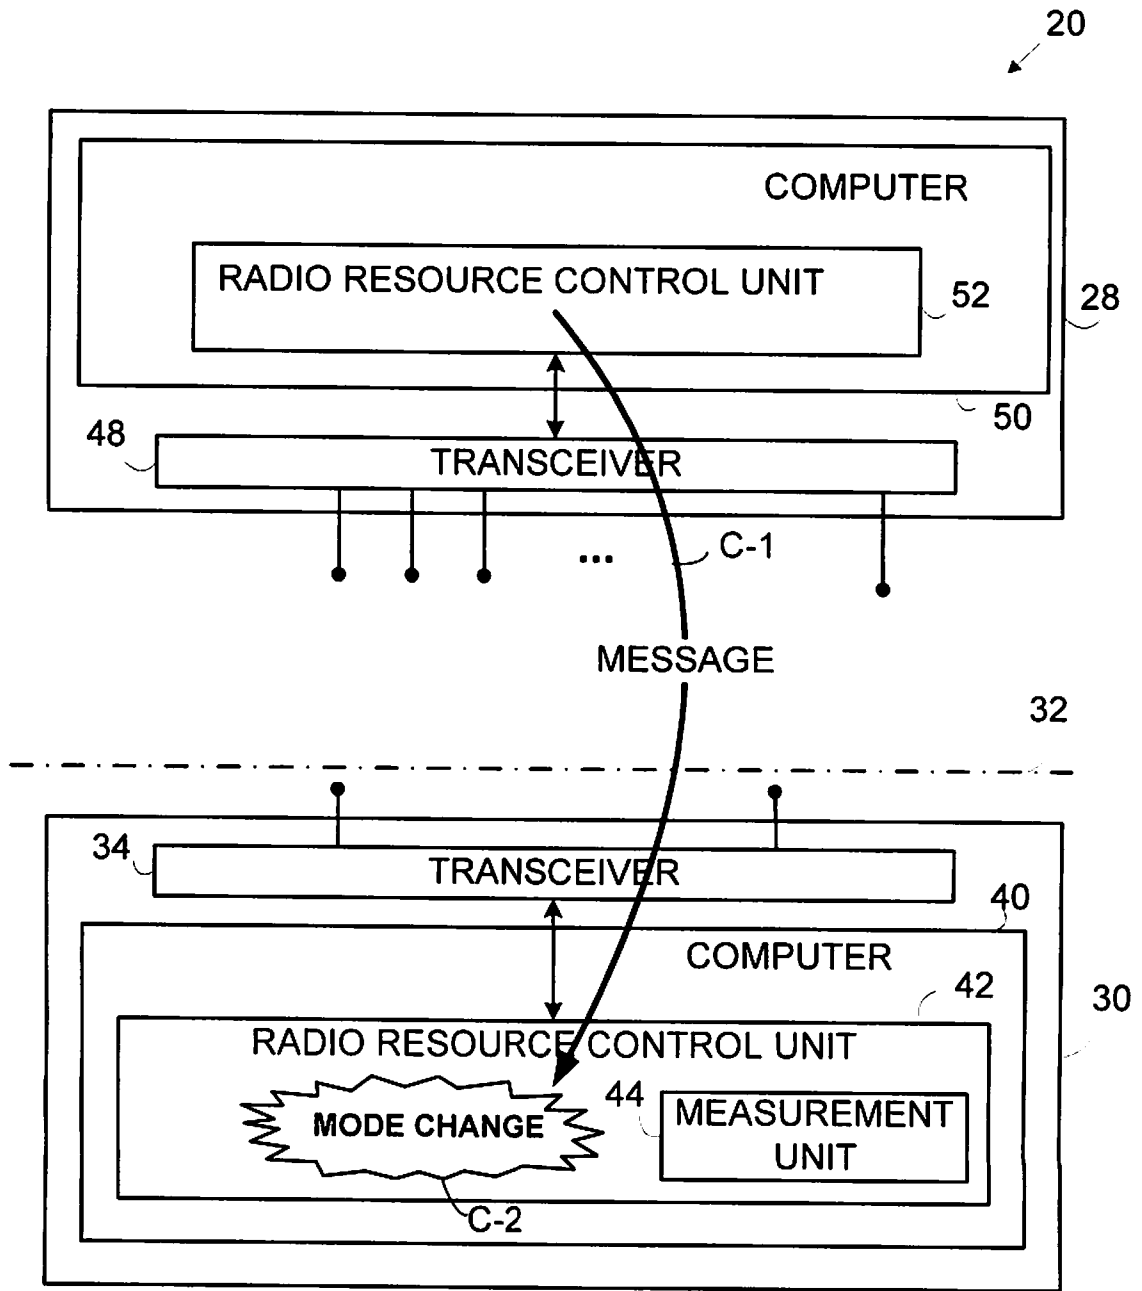 20
COMPUTER
RADIO RESOURCE CONTROL UNIT
52
28
50
48
TRANSCEIVER
...
C-1
MESSAGE
32
34
TRANSCEIVER
40
COMPUTER
42
30
RADIO RESOURCE CONTROL UNIT
MODE CHANGE
44
MEASUREMENT
UNIT
C-2